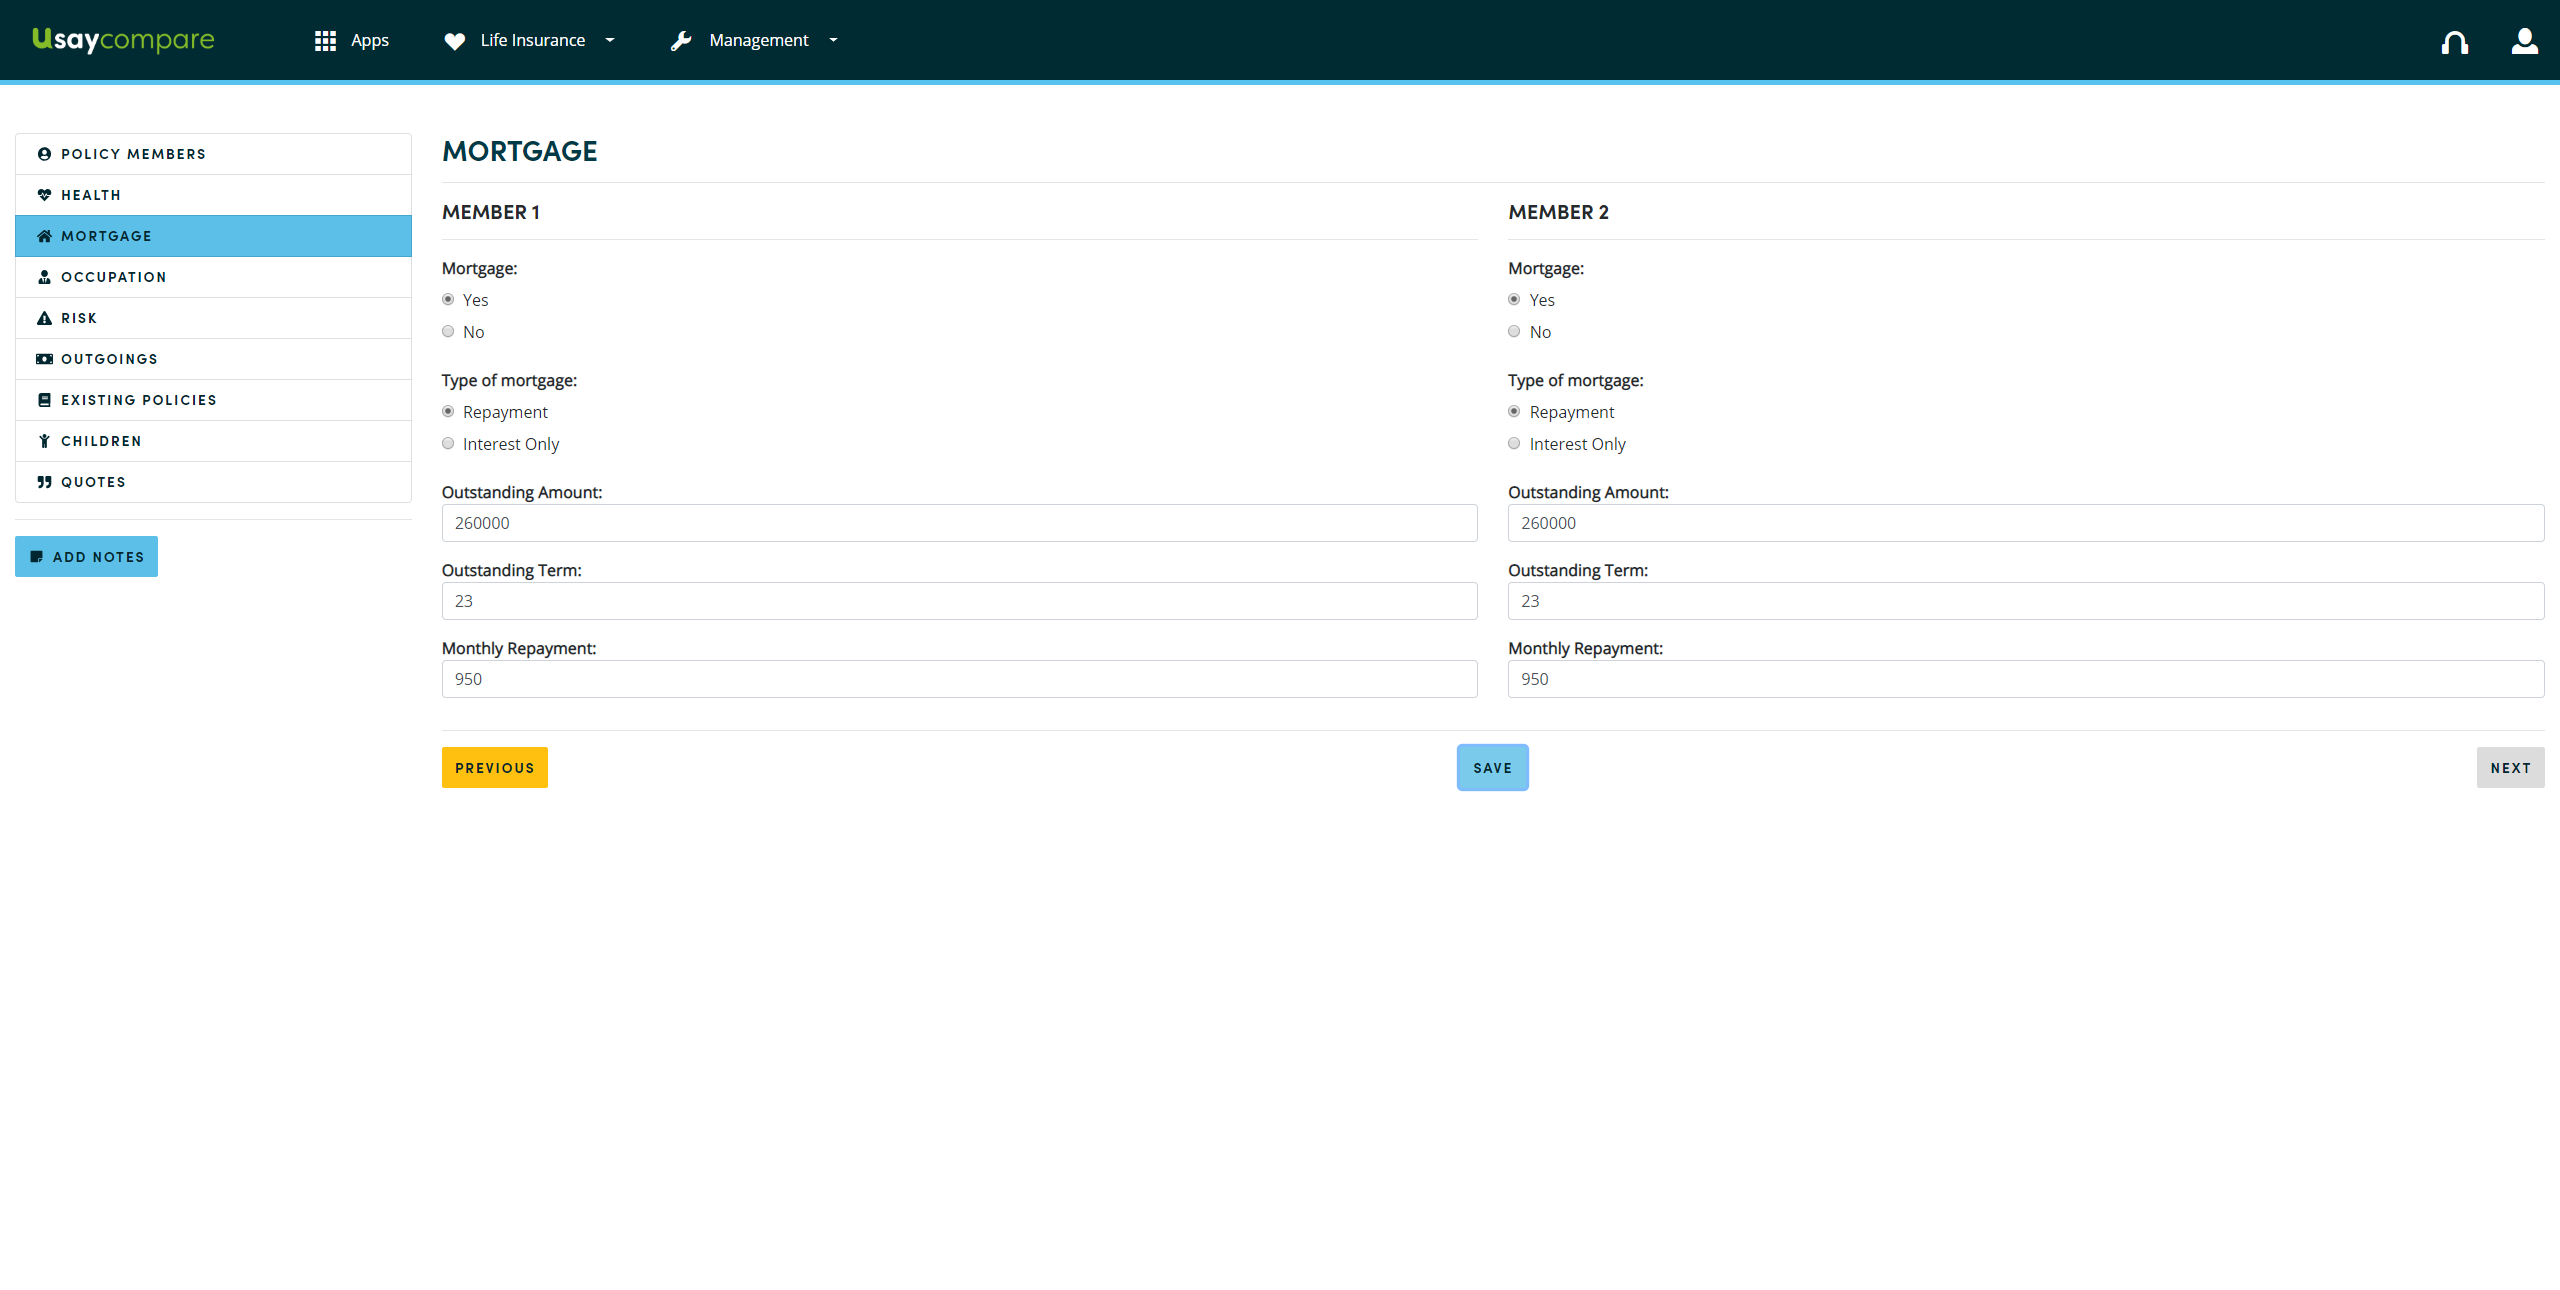 Usaycompare
Apps
Life Insurance
Management
POLICY MEMBERS
HEALTH
MORTGAGE
OCCUPATION
RISK
OUTGOINGS
EXISTING POLICIES
CHILDREN
QUOTES
ADD NOTES
MORTGAGE
MEMBER 1
Mortgage:
Yes
No
Type of mortgage:
Repayment
Interest Only
Outstanding Amount:
260000
Outstanding Term:
23
Monthly Repayment:
950
MEMBER 2
Mortgage:
Yes
No
Type of mortgage:
Repayment
Interest Only
Outstanding Amount:
260000
Outstanding Term:
23
Monthly Repayment:
950
PREVIOUS
SAVE
NEXT